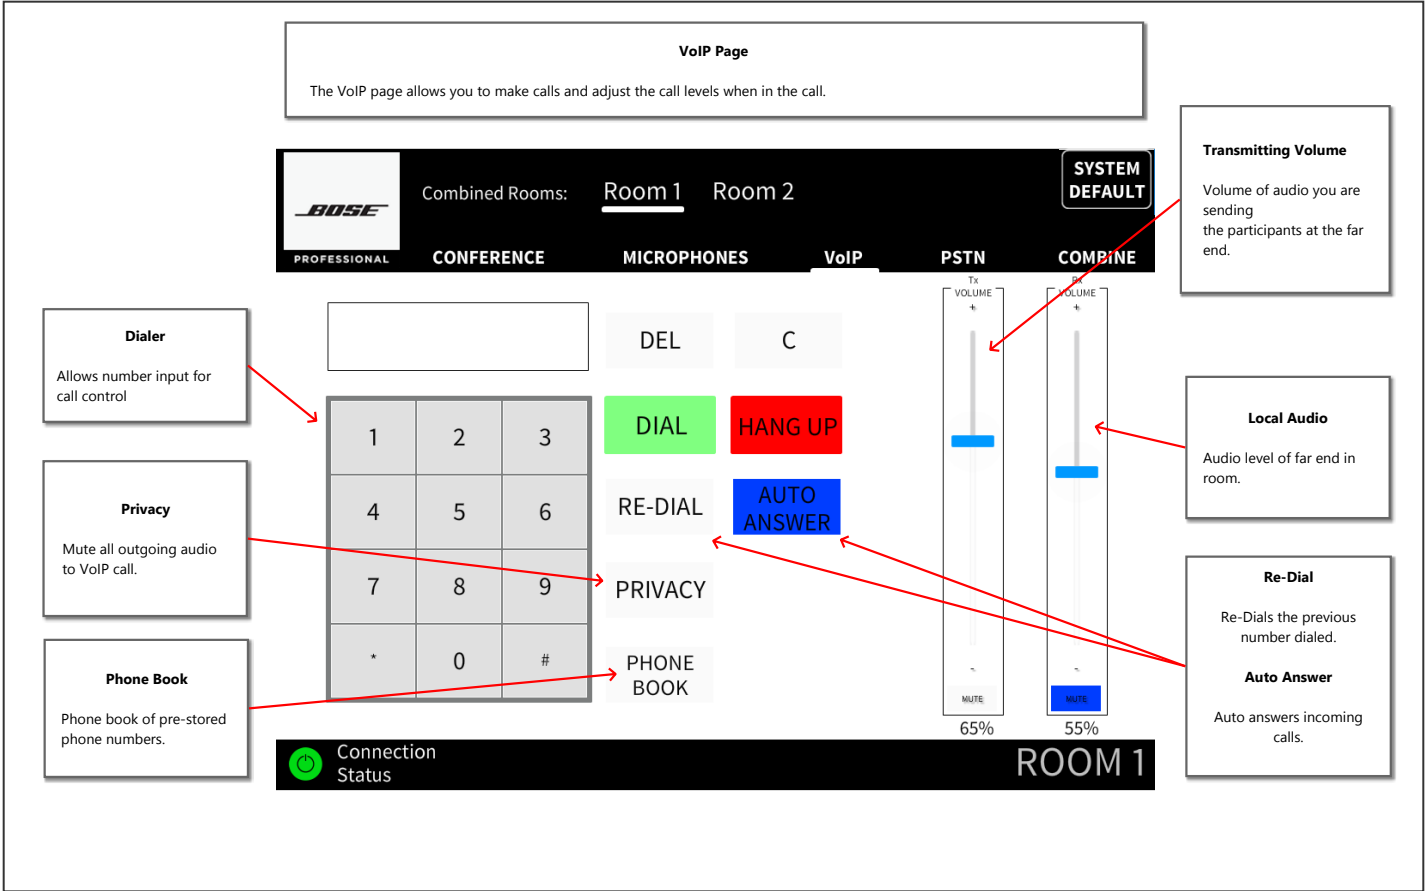 VoIP Page
The VoIP page allows you to make calls and adjust the call levels when in the call.
Transmitting Volume
Volume of audio you are
sending
the participants at the far
end.
BOSE
PROFESSIONAL
Combined Rooms: Room 1 Room 2
SYSTEM
DEFAULT
CONFERENCE MICROPHONES VoIP PSTN COMBINE
Dialer
Allows number input for
call control
Privacy
Mute all outgoing audio
to VoIP call.
Phone Book
Phone book of pre-stored
phone numbers.
DEL C
1 2 3
4 5 6
7 8 9
* 0 #
DIAL HANG UP
RE-DIAL AUTO
ANSWER
PRIVACY
PHONE
BOOK
Tx
VOLUME
+
-
MUTE
65%
Rx
VOLUME
+
-
MUTE
55%
Local Audio
Audio level of far end in
room.
Re-Dial
Re-Dials the previous
number dialed.
Auto Answer
Auto answers incoming
calls.
Connection
Status
ROOM 1